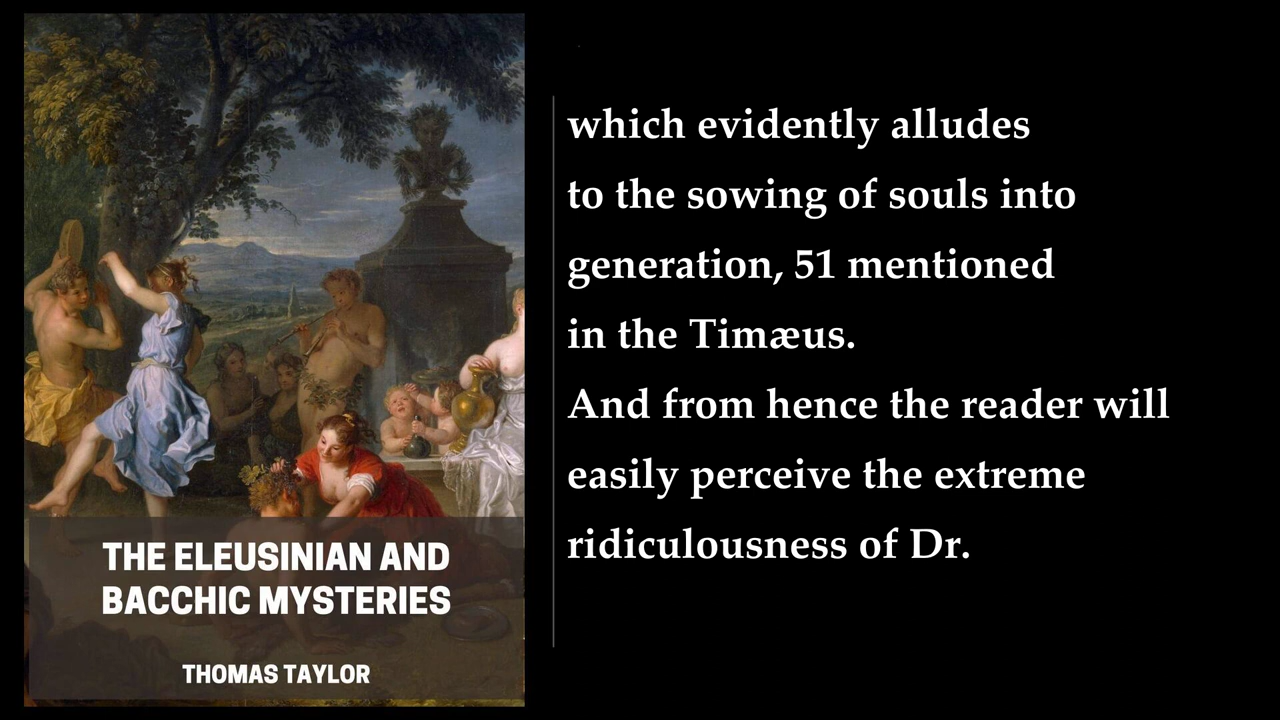 THE ELEUSINIAN AND
BACCHIC MYSTERIES
THOMAS TAYLOR
which evidently alludes
to the sowing of souls into
generation, 51 mentioned
in the Timæus.
And from hence the reader will
easily perceive the extreme
ridiculousness of Dr.